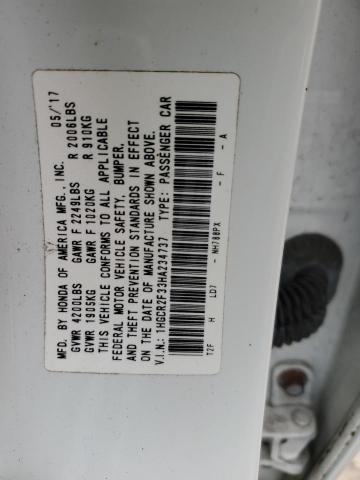 MFD. BY HONDA OF AMERICA MFG., INC. 05/'17
GVWR 4200LBS GAWR F 2249LBS R 2006LBS
GVWR 1905KG GAWR F 1020KG R 910KG
THIS VEHICLE CONFORMS TO ALL APPLICABLE
FEDERAL MOTOR VEHICLE SAFETY, BUMPER,
AND THEFT PREVENTION STANDARDS IN EFFECT
ON THE DATE OF MANUFACTURE SHOWN ABOVE.
V.I.N.: 1HGCR2F33HA234737 TYPE: PASSENGER CAR
T2F H LD7 - NH788PX - F - A